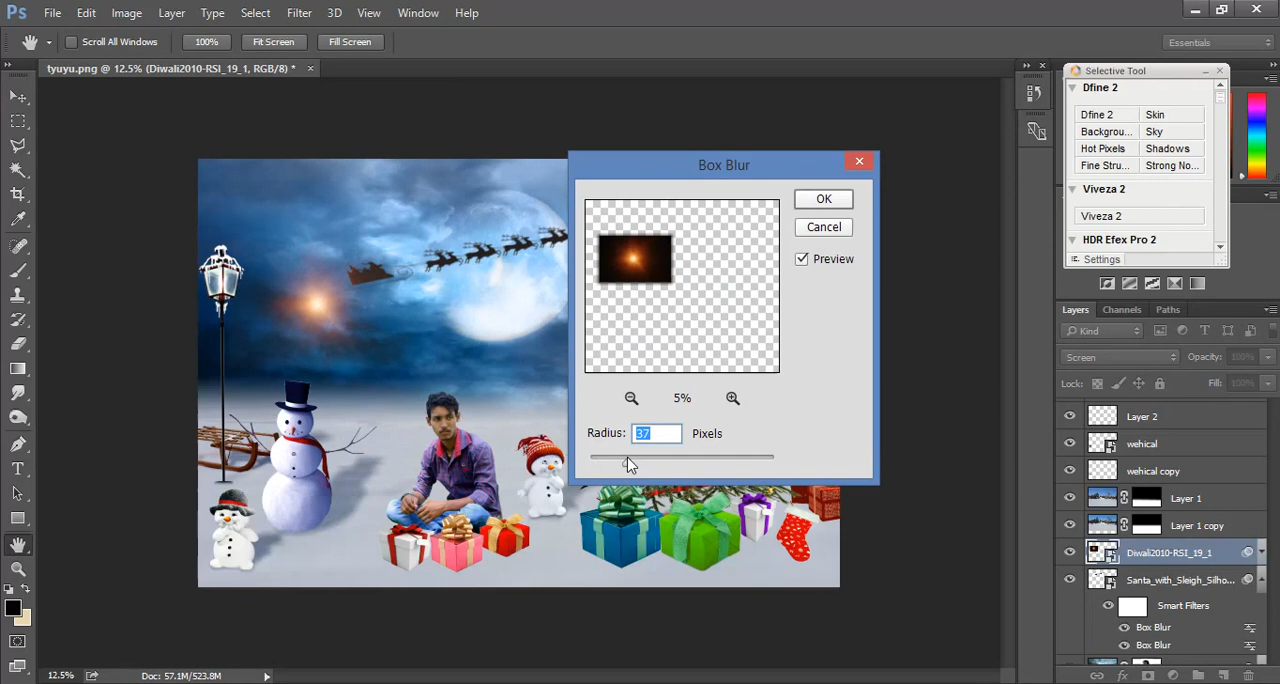 Ps File Edit Image Layer Type Select Filter 3D View Window Help
Scroll All Windows 100% Fit Screen Fill Screen Essentials
tyuyu.png @ 12.5% (Diwali2010-RSI_19_1, RGB/8) *
Selective Tool
Dfine 2
Dfine 2 Skin
Backgrou... Sky
Hot Pixels Shadows
Fine Stru... Strong No...
Viveza 2
Viveza 2
HDR Efex Pro 2
Settings
Box Blur
OK
Cancel
Preview
5%
Radius: 37 Pixels
Layers Channels Paths
Kind
Screen Opacity: 100%
Lock: Fill: 100%
Layer 2
wehical
wehical copy
Layer 1
Layer 1 copy
Diwali2010-RSI_19_1
Santa_with_Sleigh_Silho...
Smart Filters
Box Blur
Box Blur
12.5% Doc: 57.1M/523.8M